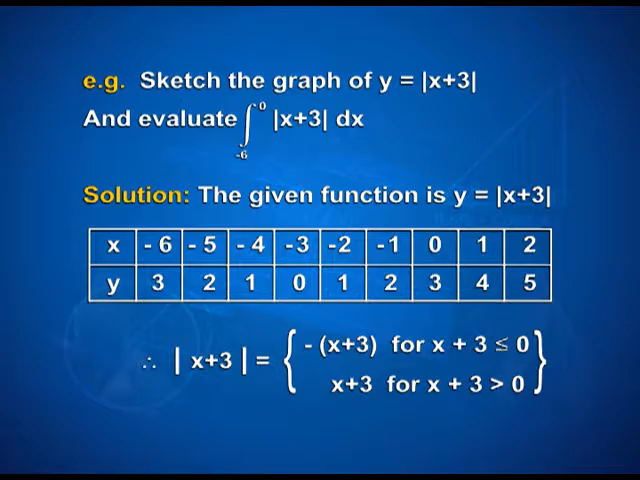 e.g. Sketch the graph of y = |x+3|
And evaluate ∫₋₆⁰ |x+3| dx
Solution: The given function is y = |x+3|
x - 6 - 5 - 4 -3 -2 -1 0 1 2
y 3 2 1 0 1 2 3 4 5
∴ | x+3 | = { - (x+3) for x + 3 ≤ 0 }
x+3 for x + 3 > 0